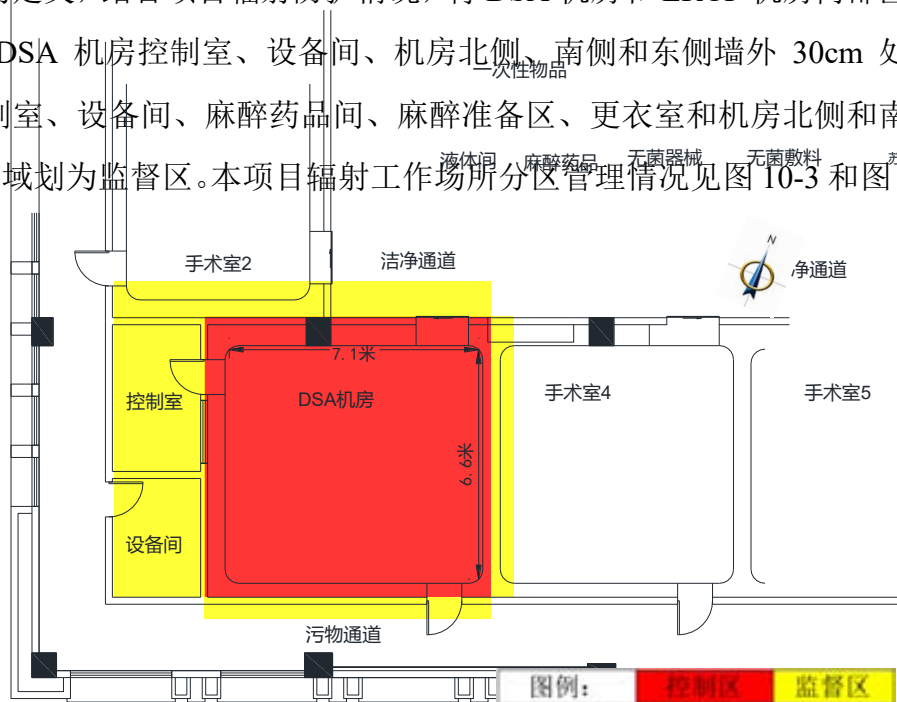 DSA 机房控制室、设备间、机房北侧、南侧和东侧墙外 30cm 处
一次性物品
制室、设备间、麻醉药品间、麻醉准备区、更衣室和机房北侧和南
液体间 麻醉药品 无菌器械 无菌敷料
域划为监督区。本项目辐射工作场所分区管理情况见图 10-3 和图
手术室2
洁净通道
N
净通道
7.1米
控制室
DSA机房
手术室4
手术室5
6.6米
设备间
污物通道
图例: 控制区 监督区